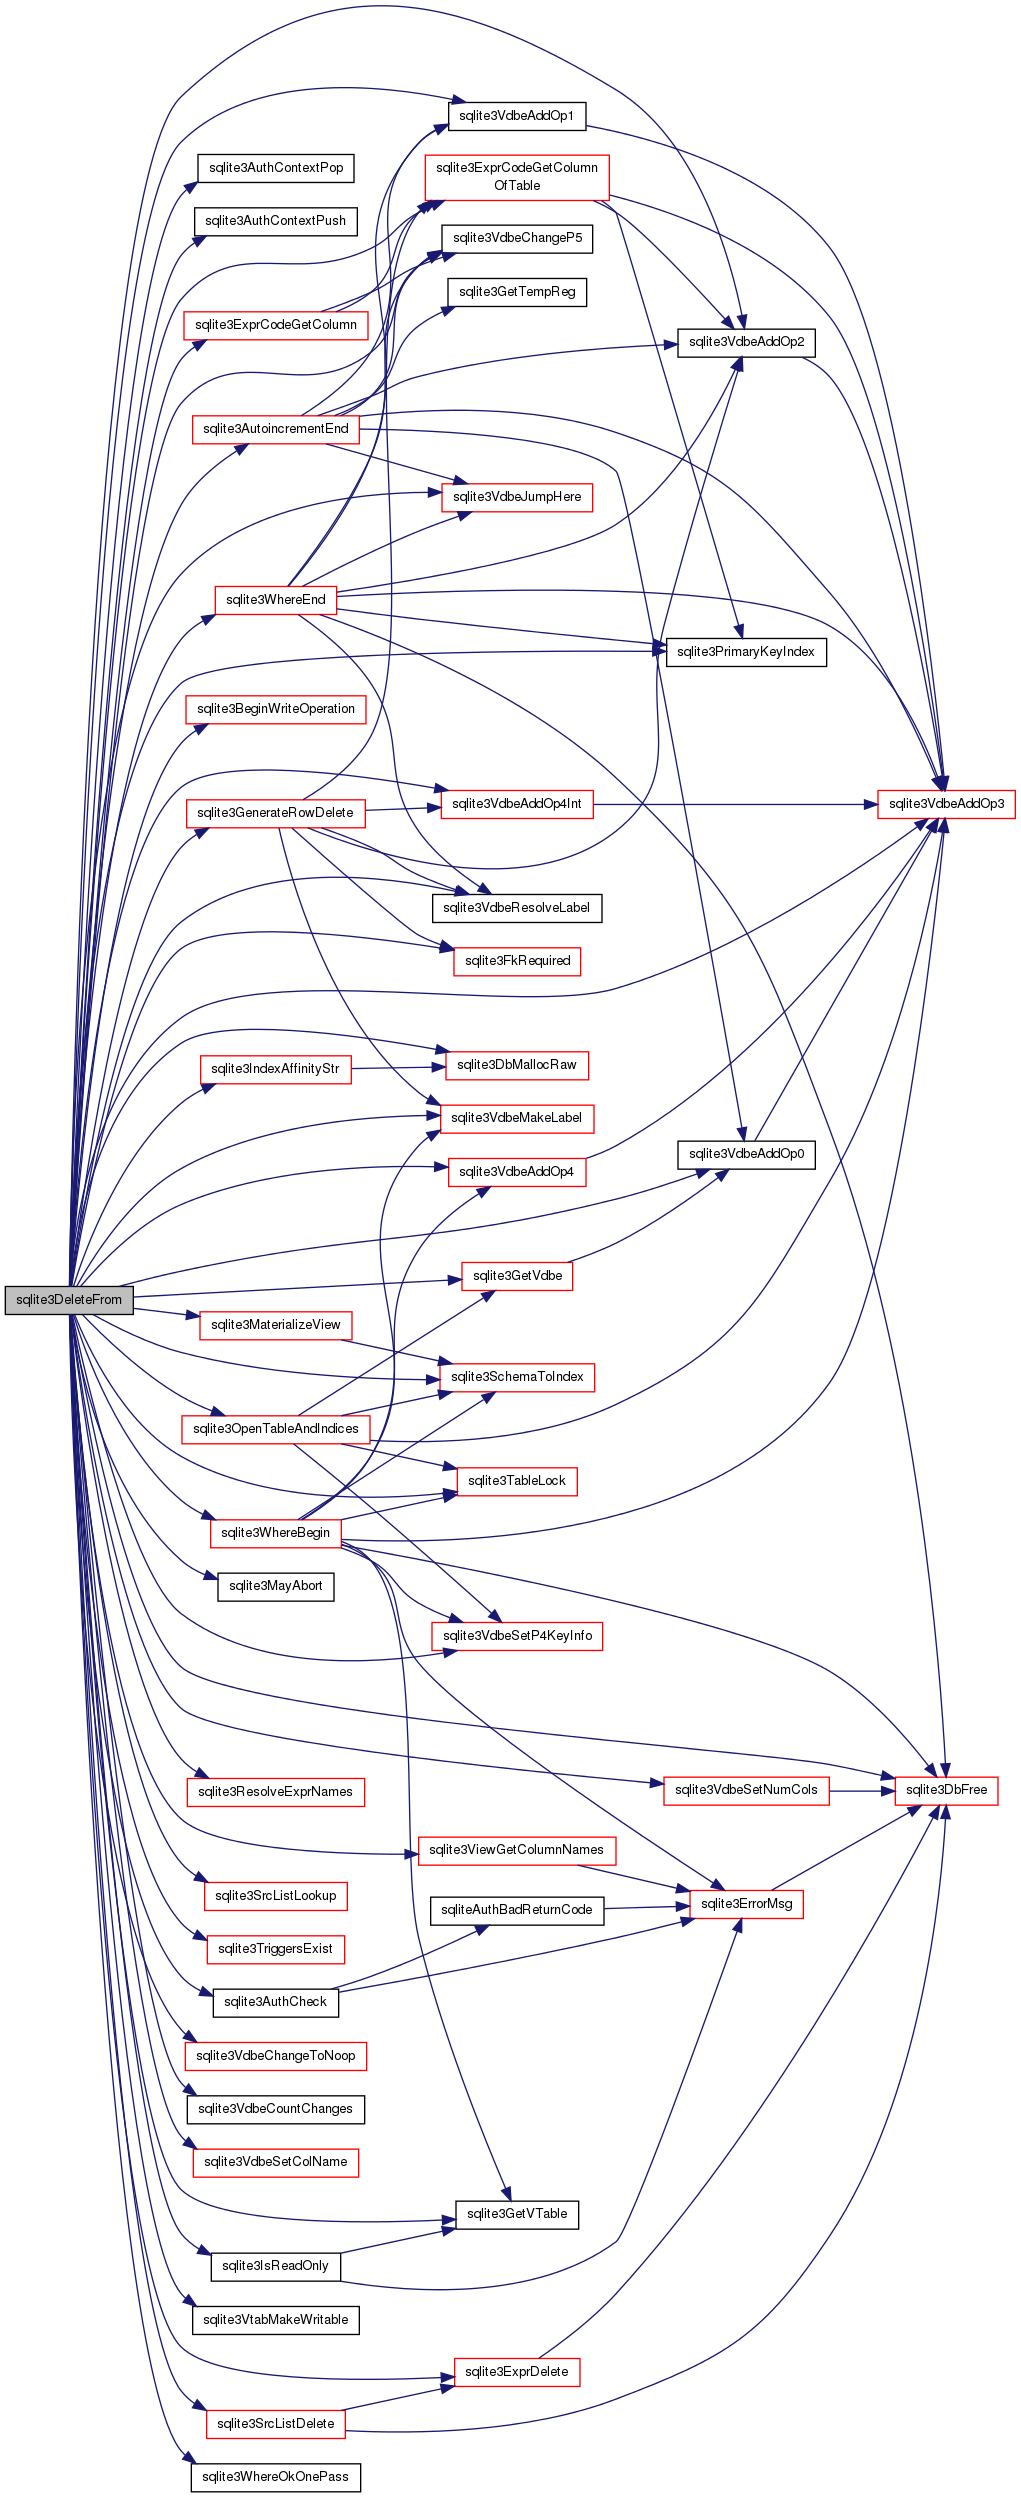 sqlite3VdbeAddOp1
sqlite3AuthContextPop
sqlite3ExprCodeGetColumn
OfTable
sqlite3AuthContextPush
sqlite3VdbeChangeP5
sqlite3GetTempReg
sqlite3ExprCodeGetColumn
sqlite3VdbeAddOp2
sqlite3AutoincrementEnd
sqlite3VdbeJumpHere
sqlite3WhereEnd
sqlite3PrimaryKeyIndex
sqlite3BeginWriteOperation
sqlite3VdbeAddOp4Int
sqlite3VdbeAddOp3
sqlite3GenerateRowDelete
sqlite3VdbeResolveLabel
sqlite3FkRequired
sqlite3DbMallocRaw
sqlite3IndexAffinityStr
sqlite3VdbeMakeLabel
sqlite3VdbeAddOp0
sqlite3VdbeAddOp4
sqlite3GetVdbe
sqlite3DeleteFrom
sqlite3MaterializeView
sqlite3SchemaToIndex
sqlite3OpenTableAndIndices
sqlite3TableLock
sqlite3WhereBegin
sqlite3MayAbort
sqlite3VdbeSetP4KeyInfo
sqlite3ResolveExprNames
sqlite3VdbeSetNumCols
sqlite3DbFree
sqlite3ViewGetColumnNames
sqlite3SrcListLookup
sqlite3ErrorMsg
sqliteAuthBadReturnCode
sqlite3TriggersExist
sqlite3AuthCheck
sqlite3VdbeChangeToNoop
sqlite3VdbeCountChanges
sqlite3VdbeSetColName
sqlite3GetVTable
sqlite3IsReadOnly
sqlite3VtabMakeWritable
sqlite3ExprDelete
sqlite3SrcListDelete
sqlite3WhereOkOnePass